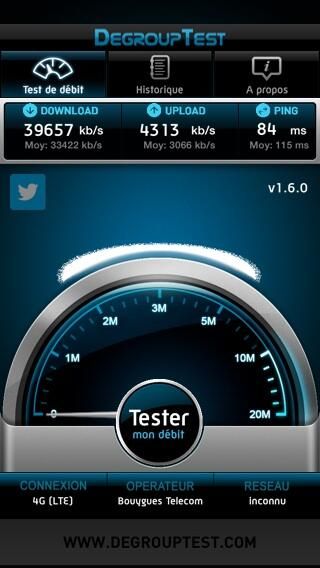 DEGROUPTEST
Test de débit Historique A propos
DOWNLOAD UPLOAD PING
39657 kb/s 4313 kb/s 84 ms
Moy: 33422 kb/s Moy: 3066 kb/s Moy: 115 ms
v1.6.0
3M
2M 5M
1M 10M
0 20M
Tester
mon débit
CONNEXION OPERATEUR RESEAU
4G (LTE) Bouygues Telecom inconnu
WWW.DEGROUPTEST.COM